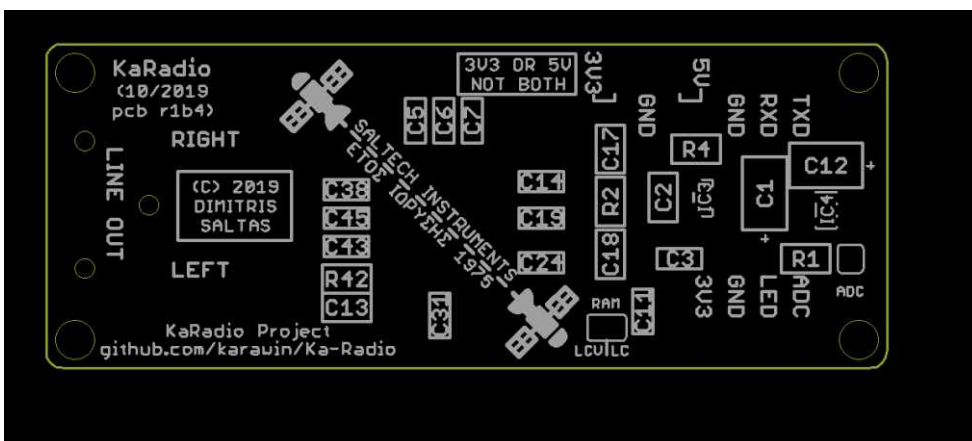 KaRadio
(10/2019
pcb r1b4)
RIGHT
LINE OUT
(C) 2019
DIMITRIS
SALTAS
LEFT
KaRadio Project
github.com/karawin/Ka-Radio
SALTECH INSTRUMENTS
ΕΤΟΣ ΙΔΡΥΣΗΣ 1975
3V3 OR 5V
NOT BOTH
3V3
GND
5V
GND
RXD
TXD
C5
C6
C7
C38
C45
C43
R42
C13
C31
C14
C19
C24
C17
R2
C18
R4
C2
C1
C12
+
IC4
+
C3
R1
3V3
GND
LED
ADC
ADC
RAM
C11
LCV
LC